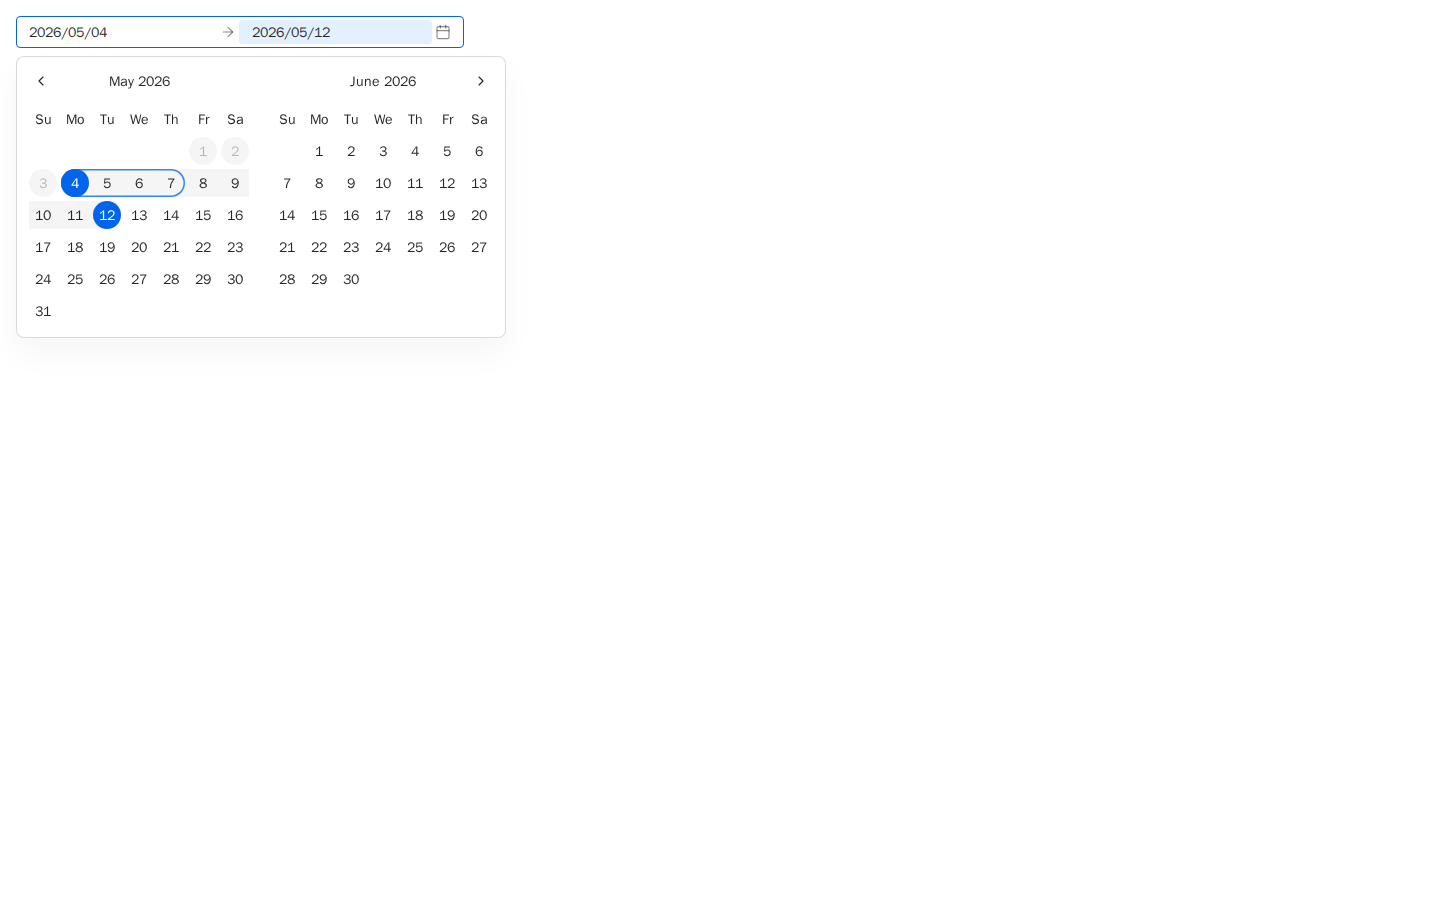 2026/05/04 2026/05/12
May 2026 June 2026
Su Mo Tu We Th Fr Sa Su Mo Tu We Th Fr Sa
1 2 1 2 3 4 5 6
3 4 5 6 7 8 9 7 8 9 10 11 12 13
10 11 12 13 14 15 16 14 15 16 17 18 19 20
17 18 19 20 21 22 23 21 22 23 24 25 26 27
24 25 26 27 28 29 30 28 29 30
31